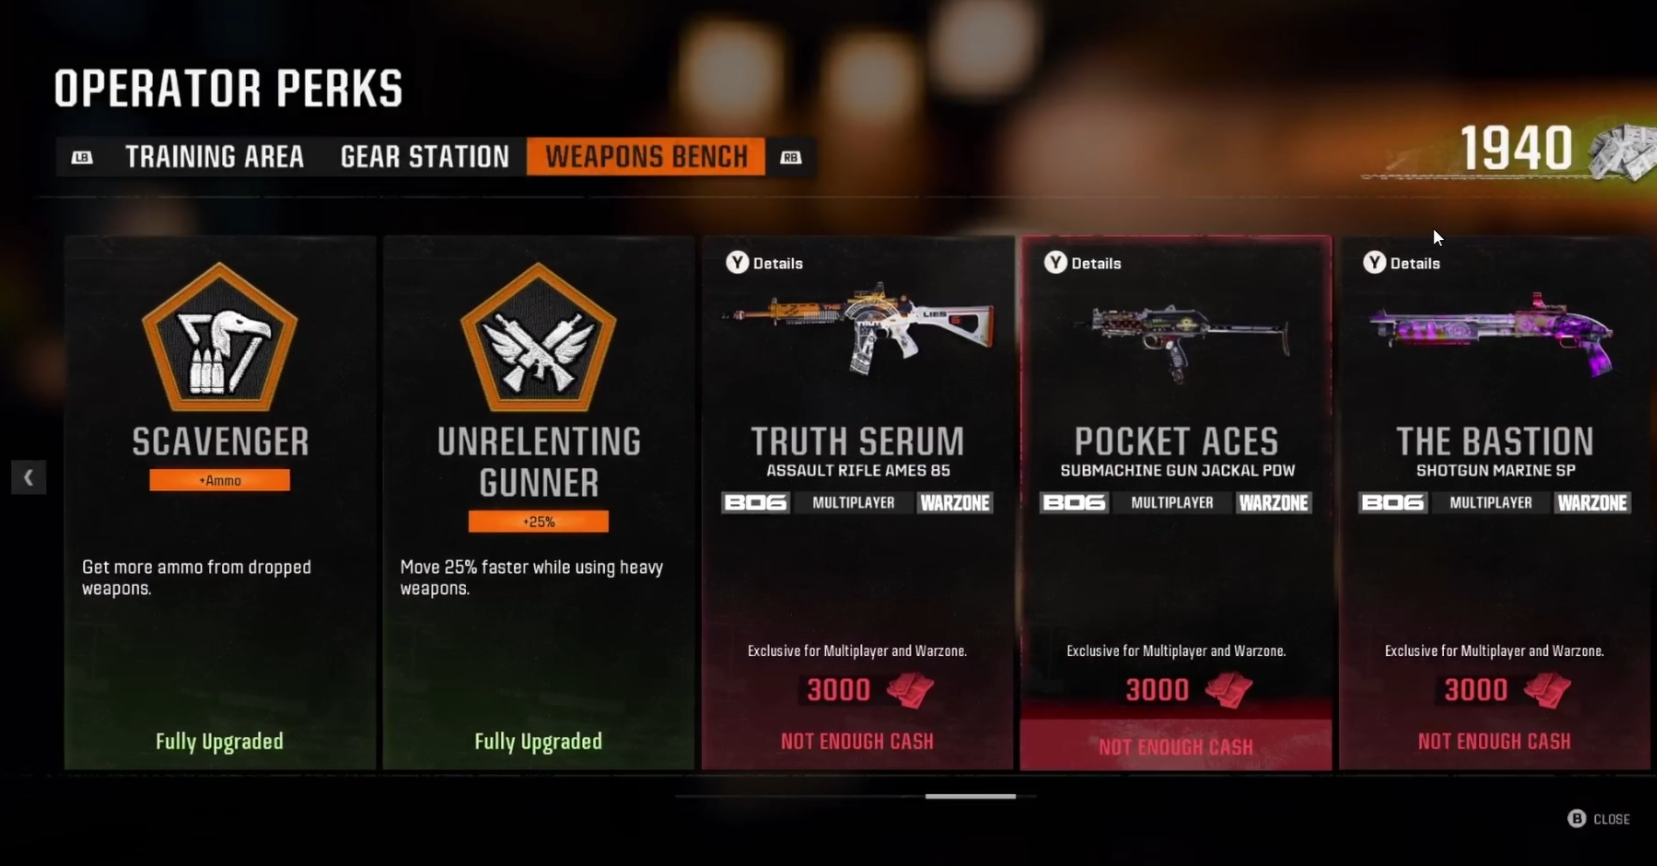 OPERATOR PERKS
LB TRAINING AREA GEAR STATION WEAPONS BENCH RB
1940
SCAVENGER
+Ammo
Get more ammo from dropped
weapons.
Fully Upgraded
UNRELENTING
GUNNER
+25%
Move 25% faster while using heavy
weapons.
Fully Upgraded
Y Details
LIES
TRUTH SERUM
ASSAULT RIFLE AMES 85
BO6 MULTIPLAYER WARZONE
Exclusive for Multiplayer and Warzone.
3000
NOT ENOUGH CASH
Y Details
POCKET ACES
SUBMACHINE GUN JACKAL PDW
BO6 MULTIPLAYER WARZONE
Exclusive for Multiplayer and Warzone.
3000
NOT ENOUGH CASH
Y Details
THE BASTION
SHOTGUN MARINE SP
BO6 MULTIPLAYER WARZONE
Exclusive for Multiplayer and Warzone.
3000
NOT ENOUGH CASH
B CLOSE